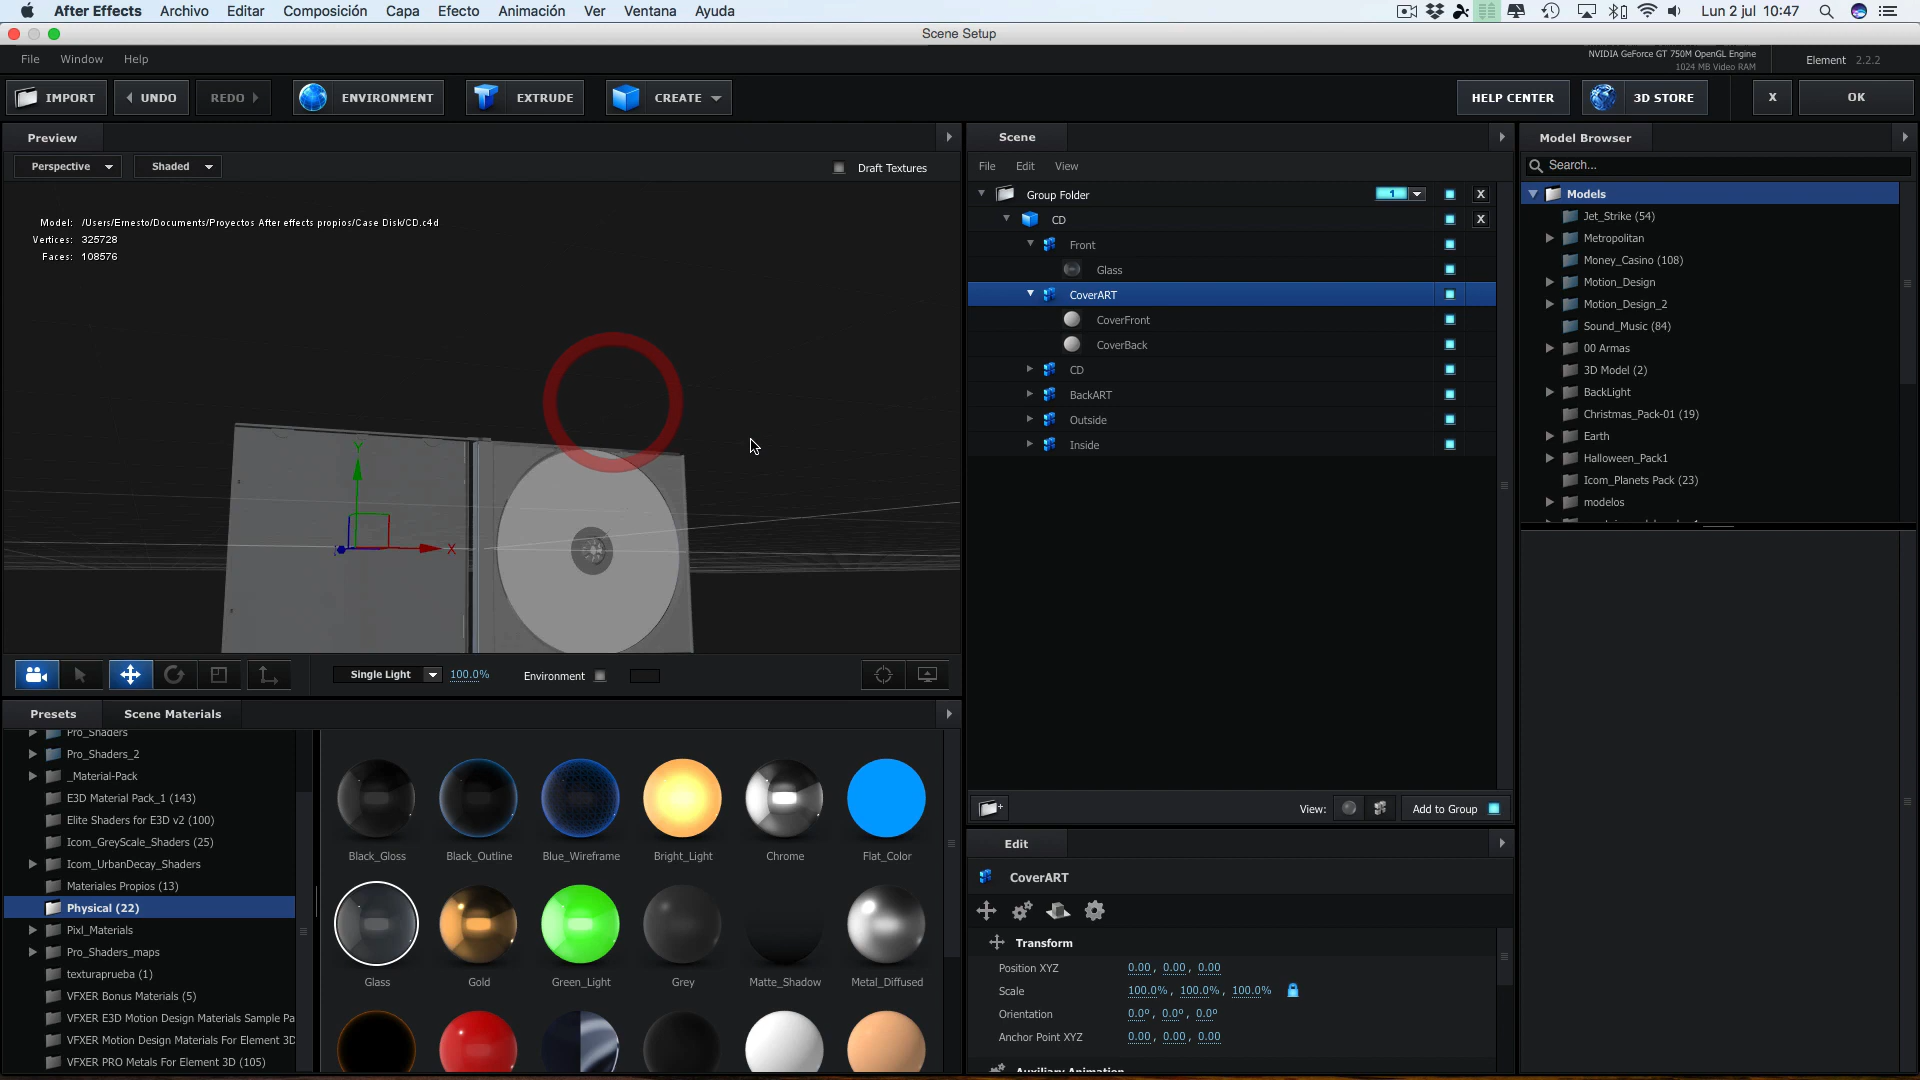 After Effects Archivo Editar Composición Capa Efecto Animación Ver Ventana Ayuda Lun 2 jul 10:47
Scene Setup
File Window Help
NVIDIA GeForce GT 750M OpenGL Engine
1024 MB Video RAM
Element 2.2.2
IMPORT UNDO REDO ENVIRONMENT EXTRUDE CREATE HELP CENTER 3D STORE X OK
Preview
Perspective Shaded Draft Textures
Model: /Users/Ernesto/Documents/Proyectos After effects propios/Case Disk/CD.c4d
Vertices: 325728
Faces: 108576
Y
X
Single Light 100.0% Environment
Scene
File Edit View
Group Folder 1 X
CD X
Front
Glass
CoverART
CoverFront
CoverBack
CD
BackART
Outside
Inside
View: Add to Group
Model Browser
Search...
Models
Jet_Strike (54)
Metropolitan
Money_Casino (108)
Motion_Design
Motion_Design_2
Sound_Music (84)
00 Armas
3D Model (2)
BackLight
Christmas_Pack-01 (19)
Earth
Halloween_Pack1
Icom_Planets Pack (23)
modelos
Presets Scene Materials
Pro_Shaders
Pro_Shaders_2
_Material-Pack
E3D Material Pack_1 (143)
Elite Shaders for E3D v2 (100)
Icom_GreyScale_Shaders (25)
Icom_UrbanDecay_Shaders
Materiales Propios (13)
Physical (22)
Pixl_Materials
Pro_Shaders_maps
texturaprueba (1)
VFXER Bonus Materials (5)
VFXER E3D Motion Design Materials Sample Pa
VFXER Motion Design Materials For Element 3D
VFXER PRO Metals For Element 3D (105)
Black_Gloss Black_Outline Blue_Wireframe Bright_Light Chrome Flat_Color
Glass Gold Green_Light Grey Matte_Shadow Metal_Diffused
Edit
CoverART
Transform
Position XYZ 0.00, 0.00, 0.00
Scale 100.0%, 100.0%, 100.0%
Orientation 0.0º, 0.0º, 0.0º
Anchor Point XYZ 0.00, 0.00, 0.00
Auxiliary Animation